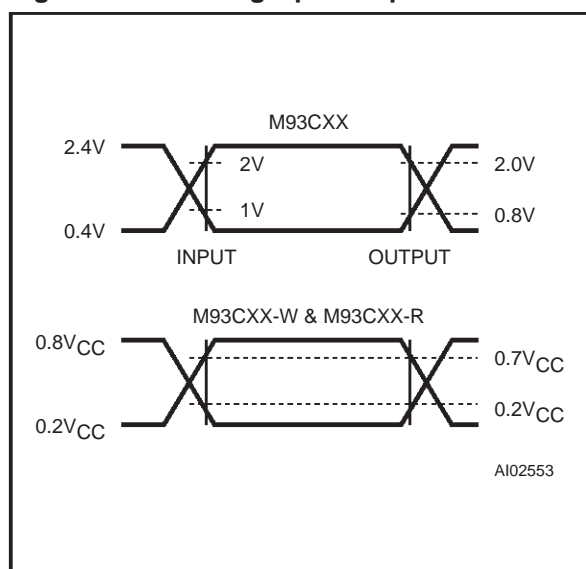 M93CXX
2.4V
2V
2.0V
1V
0.8V
0.4V
INPUT
OUTPUT
M93CXX-W & M93CXX-R
0.8VCC
0.7VCC
0.2VCC
0.2VCC
AI02553